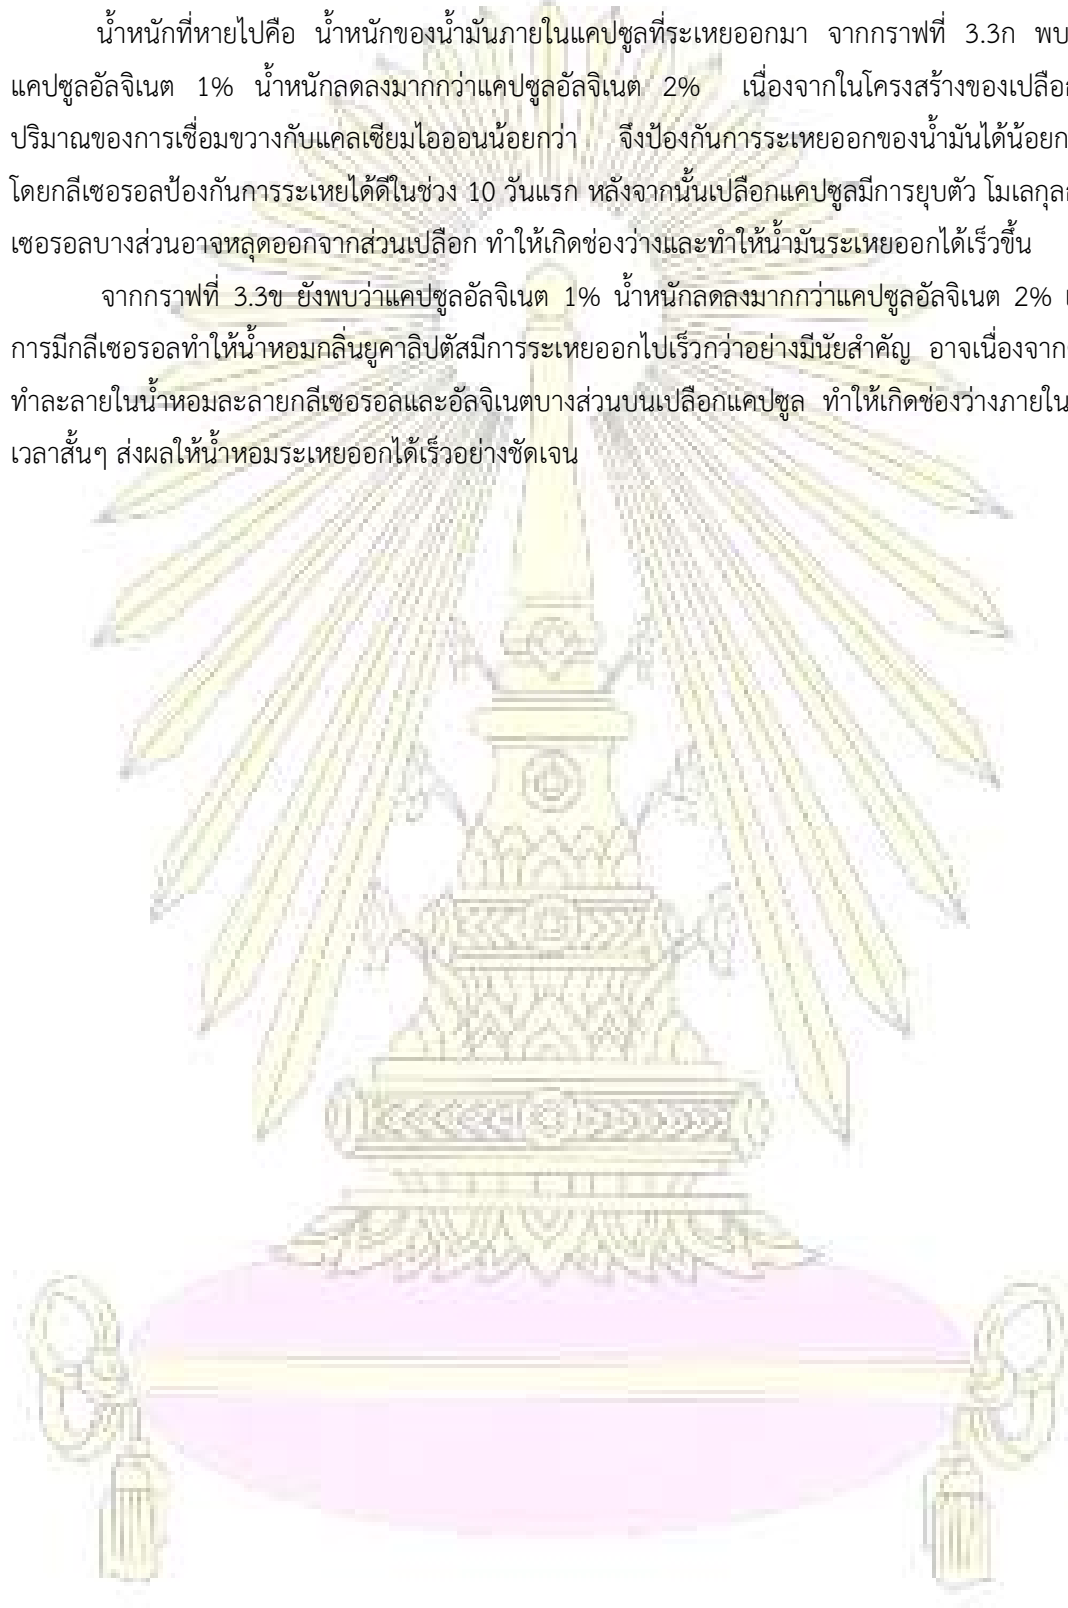 น้ำหนักที่หายไปคือ น้ำหนักของน้ำมันภายในแคปซูลที่ระเหยออกมา จากกราฟที่ 3.3ก พบ
แคปซูลอัลจิเนต 1% น้ำหนักลดลงมากกว่าแคปซูลอัลจิเนต 2% เนื่องจากในโครงสร้างของเปลือก
ปริมาณของการเชื่อมขวางกับแคลเซียมไอออนน้อยกว่า จึงป้องกันการระเหยออกของน้ำมันได้น้อยก
โดยกลีเซอรอลป้องกันการระเหยได้ดีในช่วง 10 วันแรก หลังจากนั้นเปลือกแคปซูลมีการยุบตัว โมเลกุล
เซอรอลบางส่วนอาจหลุดออกจากส่วนเปลือก ทำให้เกิดช่องว่างและทำให้น้ำมันระเหยออกได้เร็วขึ้น
จากกราฟที่ 3.3ข ยังพบว่าแคปซูลอัลจิเนต 1% น้ำหนักลดลงมากกว่าแคปซูลอัลจิเนต 2%
การมีกลีเซอรอลทำให้น้ำหอมกลิ่นยูคาลิปตัสมีการระเหยออกไปเร็วกว่าอย่างมีนัยสำคัญ อาจเนื่องจาก
ทำละลายในน้ำหอมละลายกลีเซอรอลและอัลจิเนตบางส่วนบนเปลือกแคปซูล ทำให้เกิดช่องว่างภายใน
เวลาสั้นๆ ส่งผลให้น้ำหอมระเหยออกได้เร็วอย่างชัดเจน